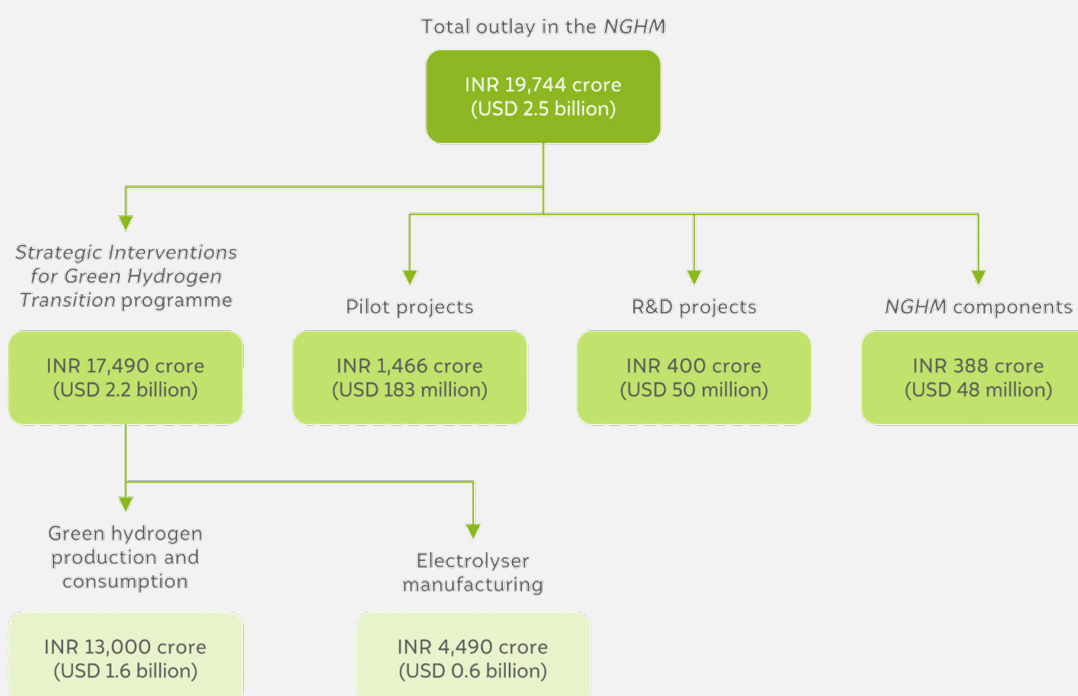 Total outlay in the NGHM
INR 19,744 crore
(USD 2.5 billion)
Strategic Interventions
for Green Hydrogen
Transition programme
INR 17,490 crore
(USD 2.2 billion)
Pilot projects
INR 1,466 crore
(USD 183 million)
R&D projects
INR 400 crore
(USD 50 million)
NGHM components
INR 388 crore
(USD 48 million)
Green hydrogen
production and
consumption
INR 13,000 crore
(USD 1.6 billion)
Electrolyser
manufacturing
INR 4,490 crore
(USD 0.6 billion)